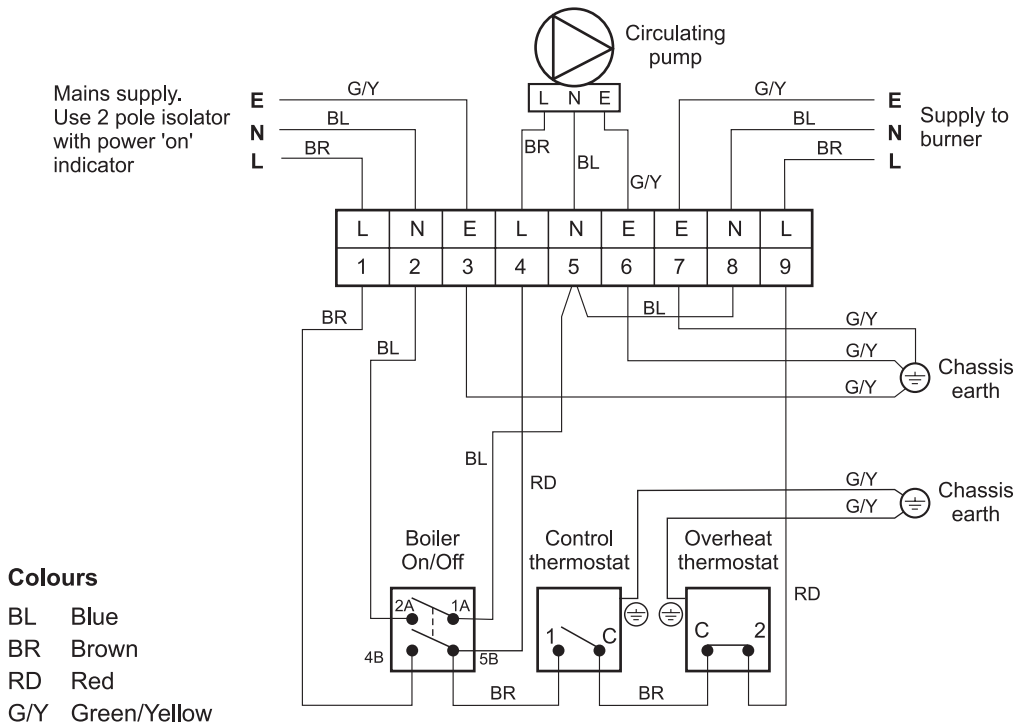 Circulating
pump
L N E
Mains supply.
Use 2 pole isolator
with power 'on'
indicator
E
N
L
G/Y
BL
BR
BR
BL
G/Y
G/Y
BL
BR
E
N
L
Supply to
burner
L N E L N E E N L
1 2 3 4 5 6 7 8 9
BR
BL
BL
G/Y
G/Y
G/Y
Chassis
earth
BL
RD
G/Y
G/Y
Chassis
earth
Boiler
On/Off
Control
thermostat
Overheat
thermostat
RD
2A 1A
4B 5B
1 C
C 2
BR
BR
Colours
BL Blue
BR Brown
RD Red
G/Y Green/Yellow